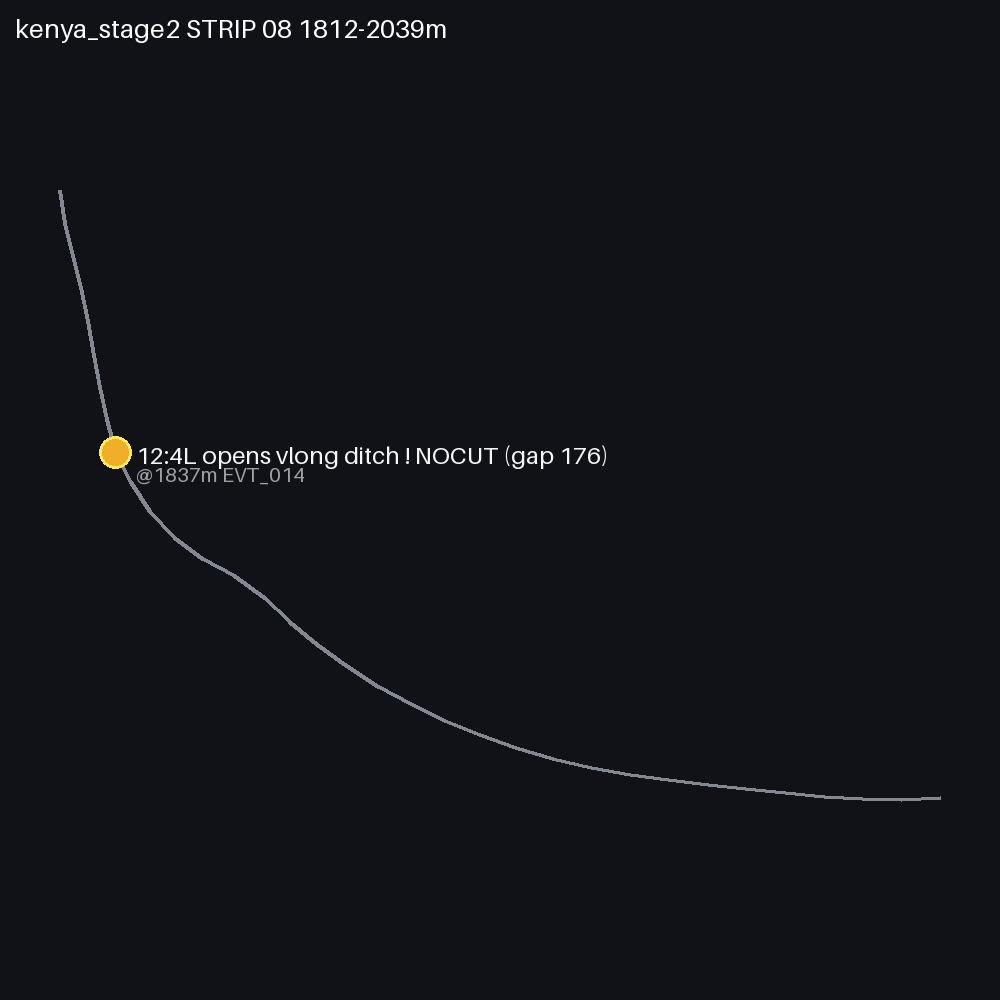 kenya_stage2 STRIP 08 1812-2039m
12:4L opens vlong ditch ! NOCUT (gap 176)
@1837m EVT_014